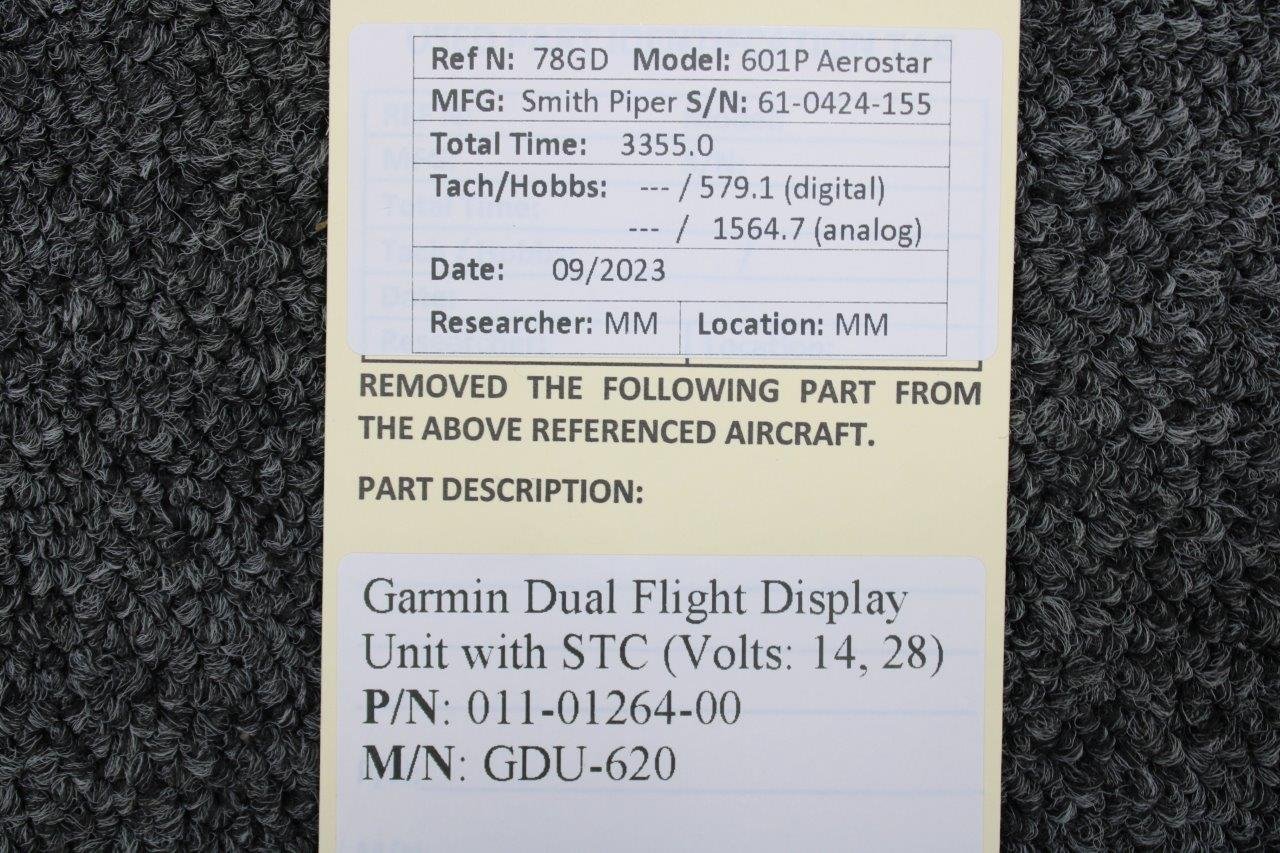 Ref N: 78GD Model: 601P Aerostar
MFG: Smith Piper S/N: 61-0424-155
Total Time: 3355.0
Tach/Hobbs: --- / 579.1 (digital)
--- / 1564.7 (analog)
Date: 09/2023
Researcher: MM Location: MM
REMOVED THE FOLLOWING PART FROM
THE ABOVE REFERENCED AIRCRAFT.
PART DESCRIPTION:
Garmin Dual Flight Display
Unit with STC (Volts: 14, 28)
P/N: 011-01264-00
M/N: GDU-620